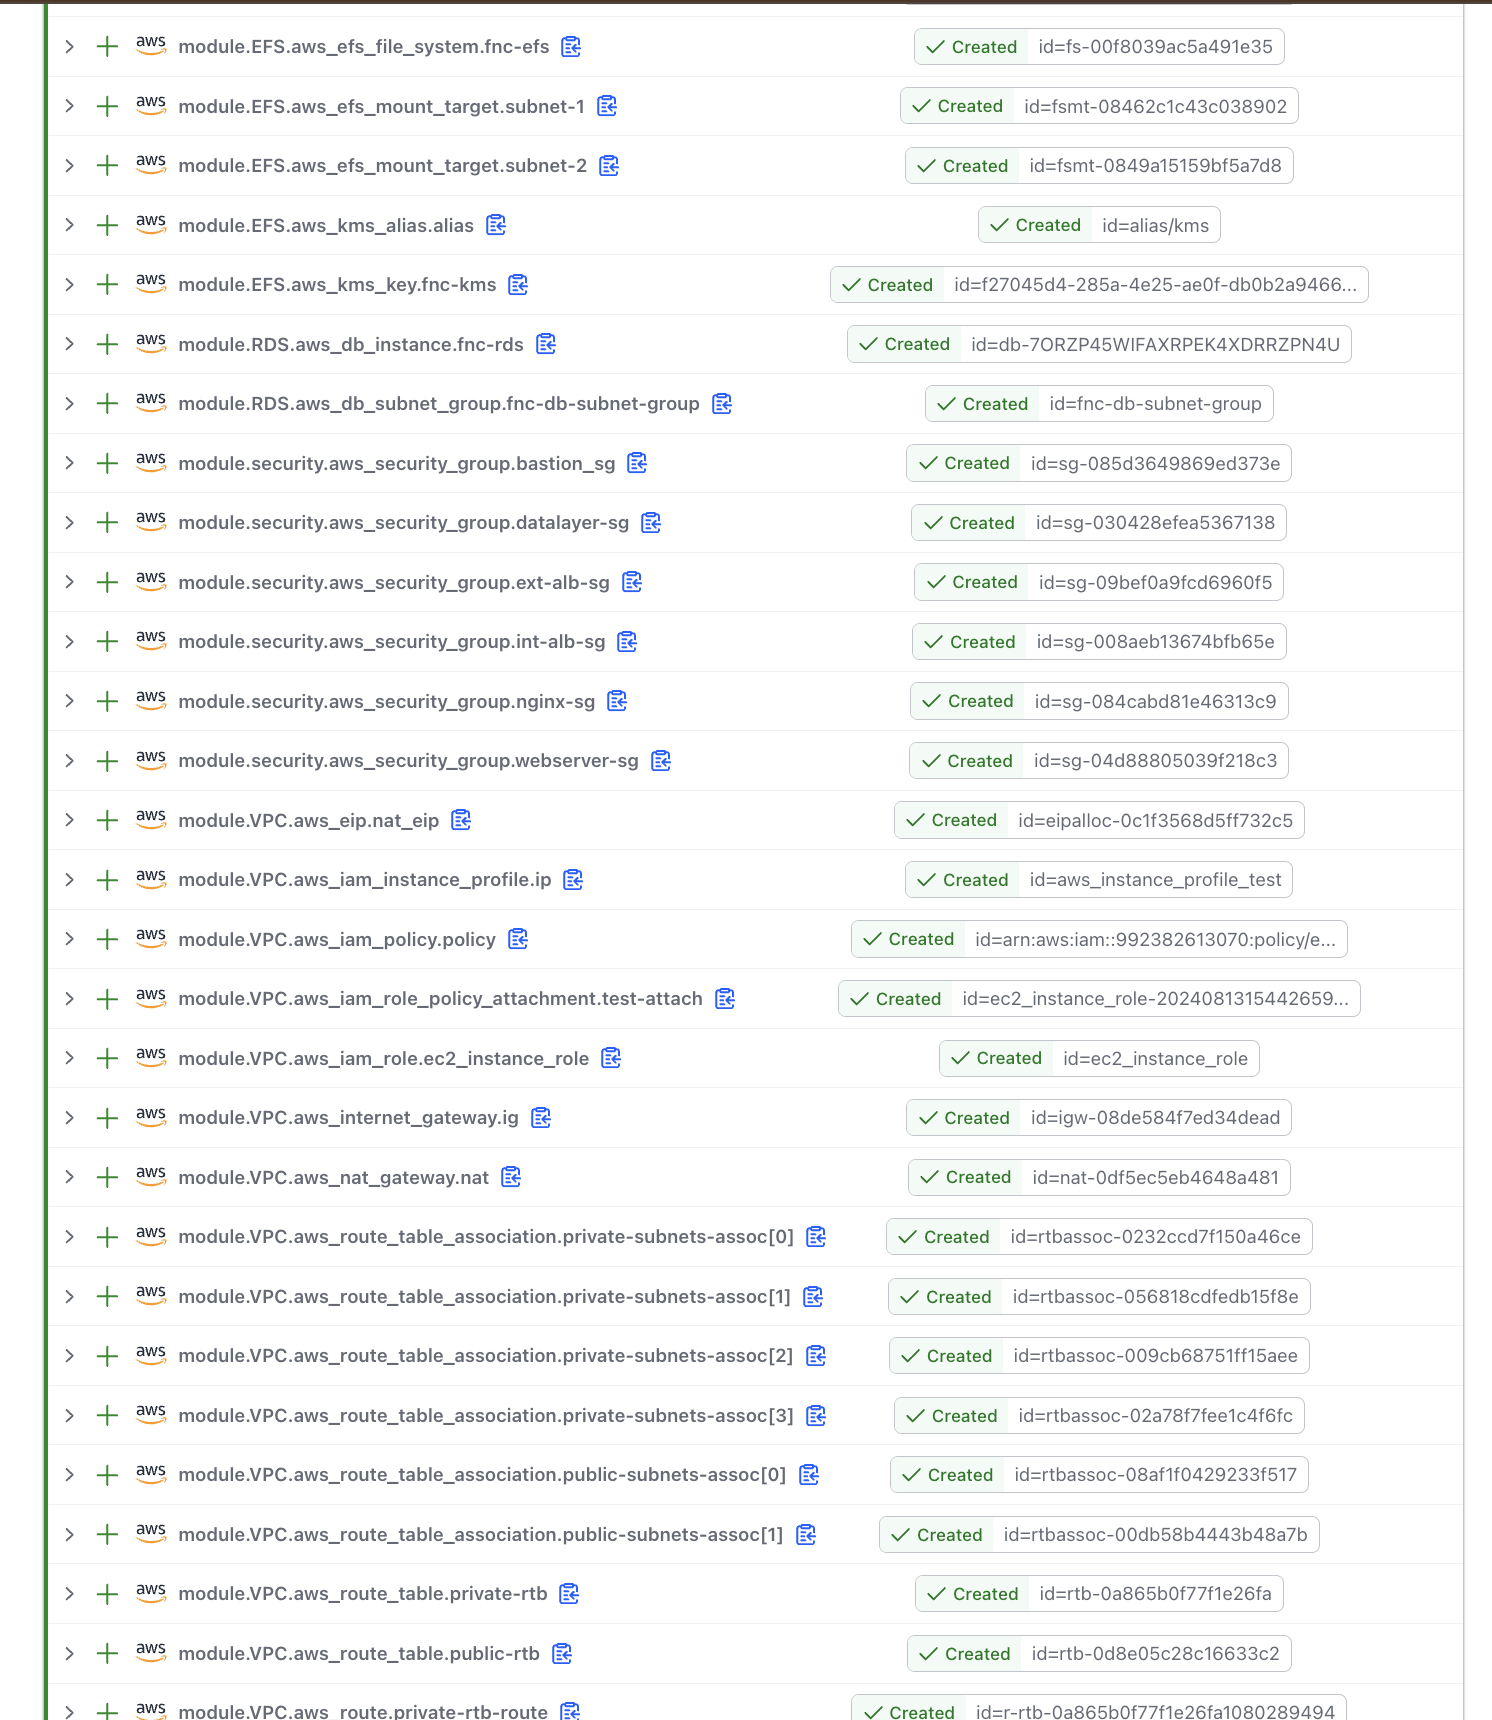 aws module.EFS.aws_efs_file_system.fnc-efs Created id=fs-00f8039ac5a491e35
aws module.EFS.aws_efs_mount_target.subnet-1 Created id=fsmt-08462c1c43c038902
aws module.EFS.aws_efs_mount_target.subnet-2 Created id=fsmt-0849a15159bf5a7d8
aws module.EFS.aws_kms_alias.alias Created id=alias/kms
aws module.EFS.aws_kms_key.fnc-kms Created id=f27045d4-285a-4e25-ae0f-db0b2a9466...
aws module.RDS.aws_db_instance.fnc-rds Created id=db-7ORZP45WIFAXRPEK4XDRRZPN4U
aws module.RDS.aws_db_subnet_group.fnc-db-subnet-group Created id=fnc-db-subnet-group
aws module.security.aws_security_group.bastion_sg Created id=sg-085d3649869ed373e
aws module.security.aws_security_group.datalayer-sg Created id=sg-030428efea5367138
aws module.security.aws_security_group.ext-alb-sg Created id=sg-09bef0a9fcd6960f5
aws module.security.aws_security_group.int-alb-sg Created id=sg-008aeb13674bfb65e
aws module.security.aws_security_group.nginx-sg Created id=sg-084cabd81e46313c9
aws module.security.aws_security_group.webserver-sg Created id=sg-04d88805039f218c3
aws module.VPC.aws_eip.nat_eip Created id=eipalloc-0c1f3568d5ff732c5
aws module.VPC.aws_iam_instance_profile.ip Created id=aws_instance_profile_test
aws module.VPC.aws_iam_policy.policy Created id=arn:aws:iam::992382613070:policy/e...
aws module.VPC.aws_iam_role_policy_attachment.test-attach Created id=ec2_instance_role-2024081315442659...
aws module.VPC.aws_iam_role.ec2_instance_role Created id=ec2_instance_role
aws module.VPC.aws_internet_gateway.ig Created id=igw-08de584f7ed34dead
aws module.VPC.aws_nat_gateway.nat Created id=nat-0df5ec5eb4648a481
aws module.VPC.aws_route_table_association.private-subnets-assoc[0] Created id=rtbassoc-0232ccd7f150a46ce
aws module.VPC.aws_route_table_association.private-subnets-assoc[1] Created id=rtbassoc-056818cdfedb15f8e
aws module.VPC.aws_route_table_association.private-subnets-assoc[2] Created id=rtbassoc-009cb68751ff15aee
aws module.VPC.aws_route_table_association.private-subnets-assoc[3] Created id=rtbassoc-02a78f7fee1c4f6fc
aws module.VPC.aws_route_table_association.public-subnets-assoc[0] Created id=rtbassoc-08af1f0429233f517
aws module.VPC.aws_route_table_association.public-subnets-assoc[1] Created id=rtbassoc-00db58b4443b48a7b
aws module.VPC.aws_route_table.private-rtb Created id=rtb-0a865b0f77f1e26fa
aws module.VPC.aws_route_table.public-rtb Created id=rtb-0d8e05c28c16633c2
aws module.VPC.aws_route.private-rtb-route Created id=r-rtb-0a865b0f77f1e26fa1080289494